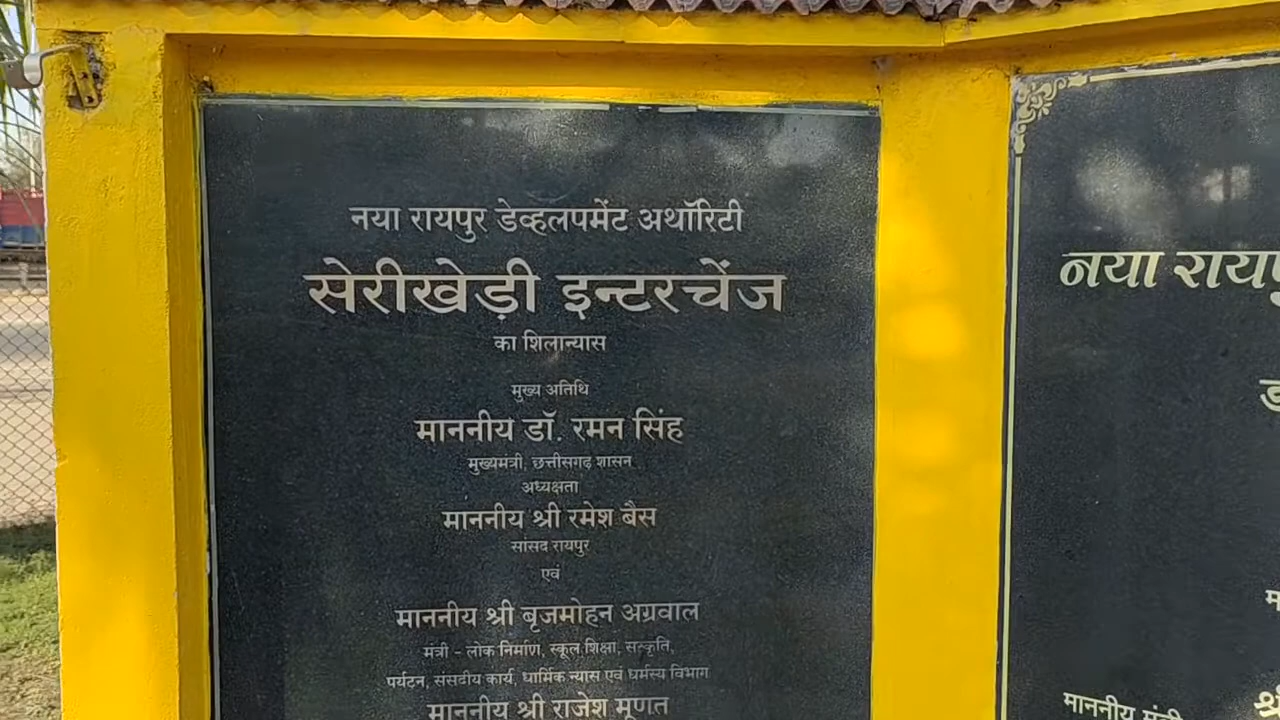 नया रायपुर डेव्हलपमेंट अथॉरिटी
सेरीखेड़ी इन्टरचेंज
का शिलान्यास
मुख्य अतिथि
माननीय डॉ. रमन सिंह
मुख्यमंत्री, छत्तीसगढ़ शासन
अध्यक्षता
माननीय श्री रमेश बैस
सांसद रायपुर
एवं
माननीय श्री बृजमोहन अग्रवाल
मंत्री - लोक निर्माण, स्कूल शिक्षा, संस्कृति,
पर्यटन, संसदीय कार्य, धार्मिक न्यास एवं धर्मस्य विभाग
माननीय श्री राजेश मूणत
नया
माननीय